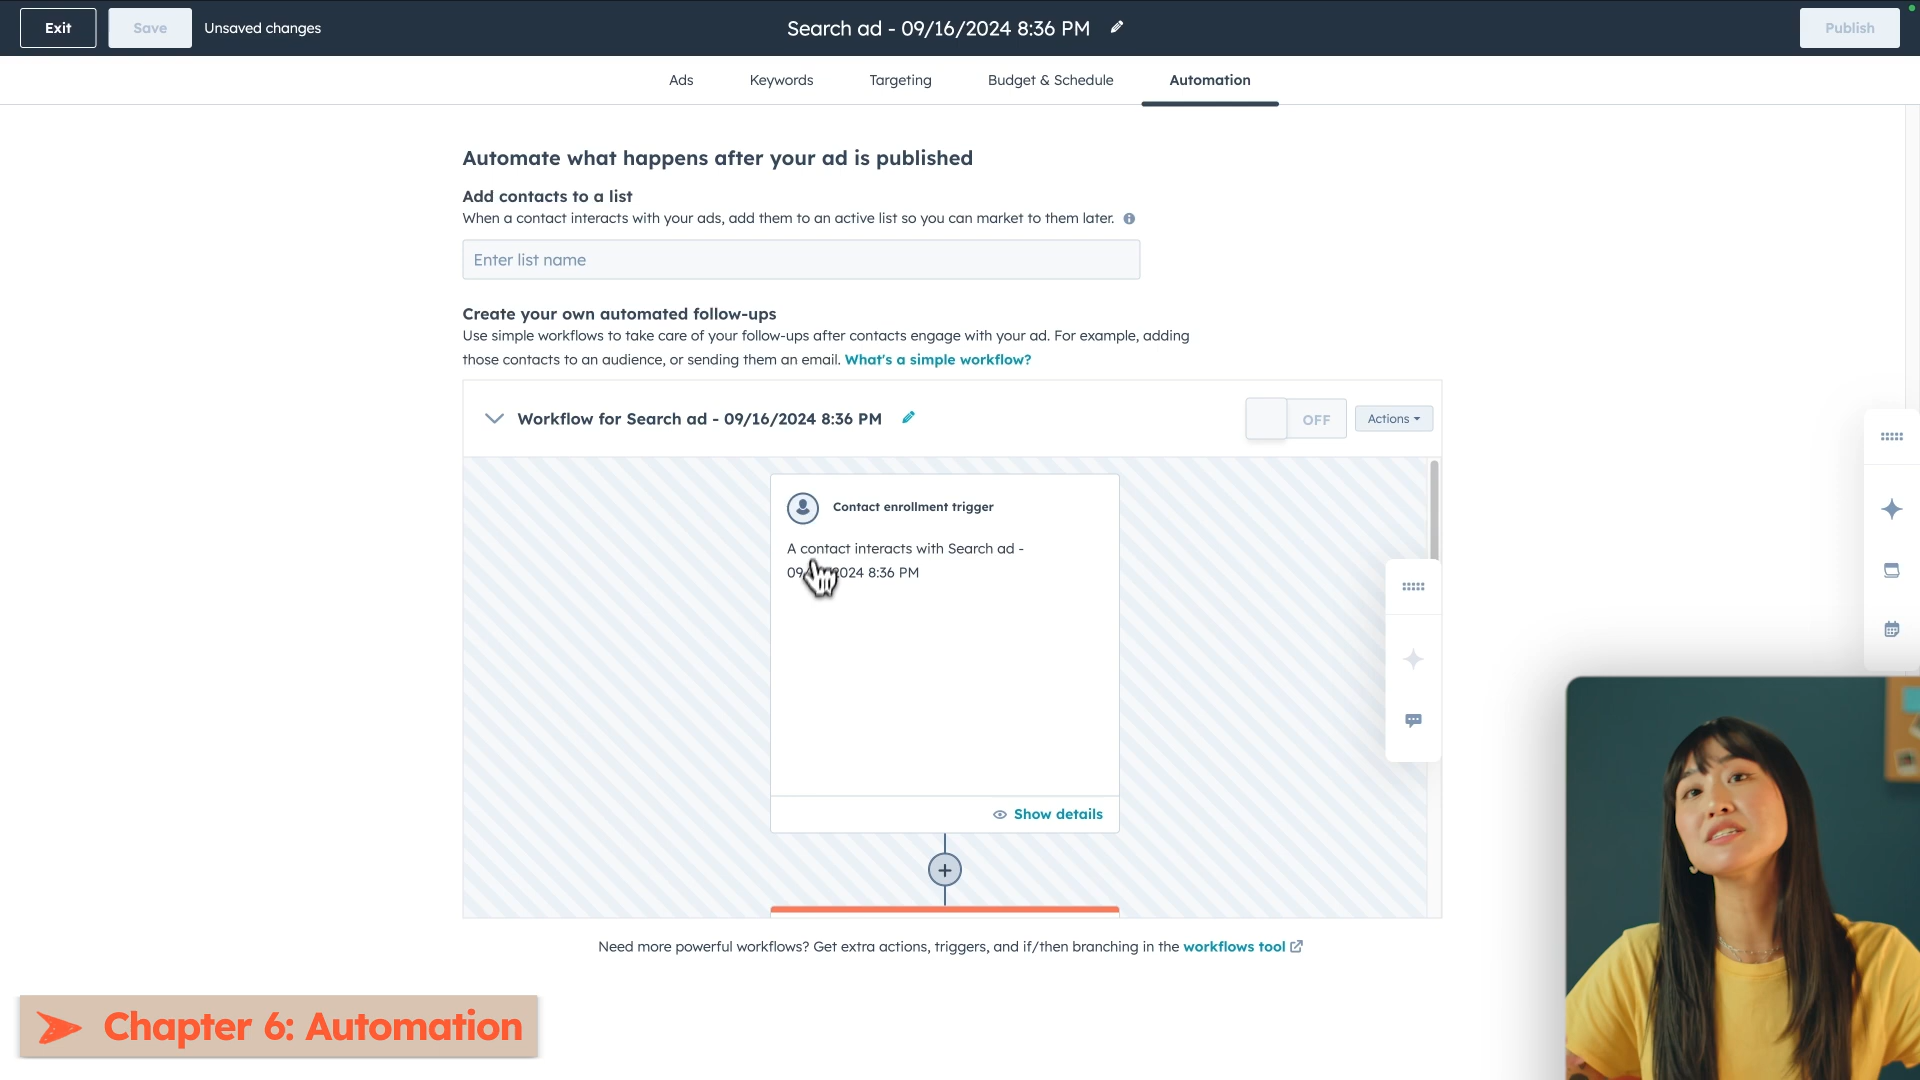 Exit
Save
Unsaved changes
Search ad - 09/16/2024 8:36 PM
Publish
Ads
Keywords
Targeting
Budget & Schedule
Automation
Automate what happens after your ad is published
Add contacts to a list
When a contact interacts with your ads, add them to an active list so you can market to them later.
Enter list name
Create your own automated follow-ups
Use simple workflows to take care of your follow-ups after contacts engage with your ad. For example, adding
those contacts to an audience, or sending them an email. What's a simple workflow?
Workflow for Search ad - 09/16/2024 8:36 PM
OFF
Actions
Contact enrollment trigger
A contact interacts with Search ad -
09/ 2024 8:36 PM
Show details
Need more powerful workflows? Get extra actions, triggers, and if/then branching in the workflows tool
Chapter 6: Automation